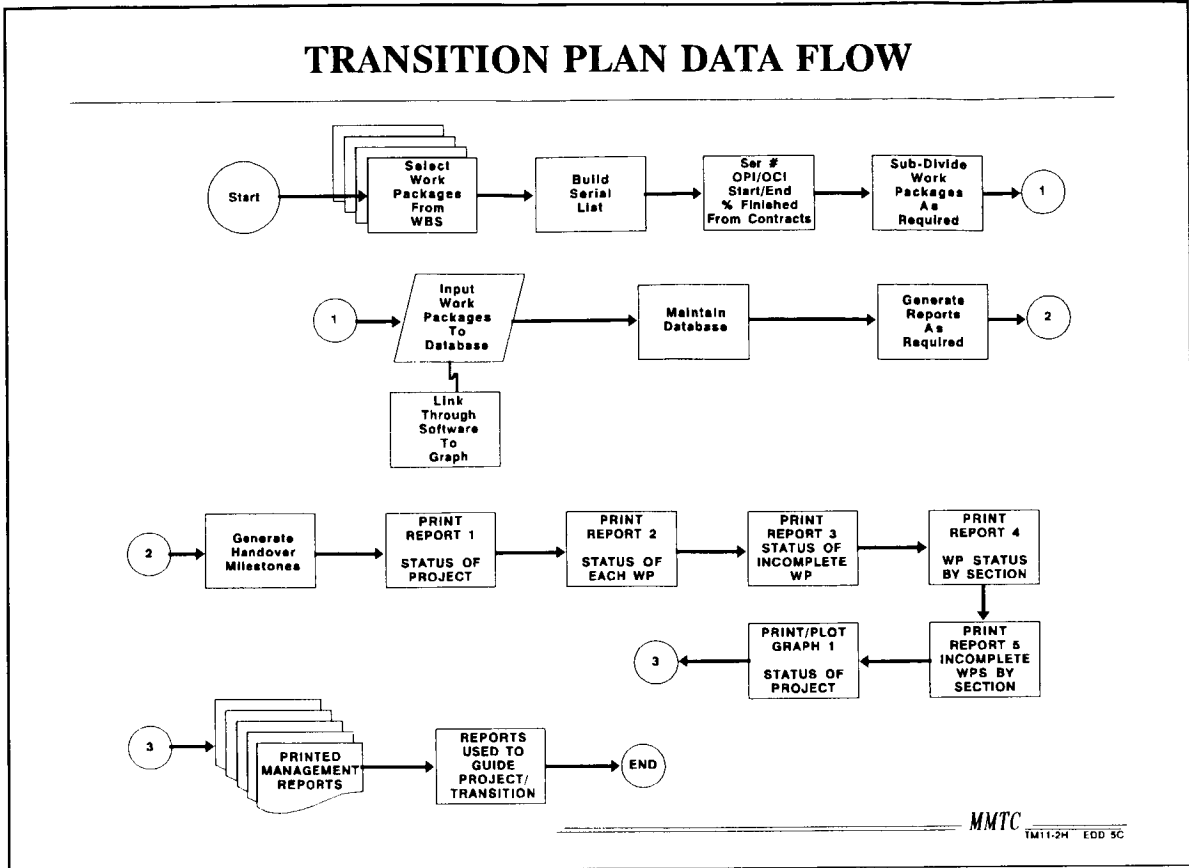 TRANSITION PLAN DATA FLOW
Start
Select
Work
Packages
From
WBS
Build
Serial
List
Ser #
OPI/OCI
Start/End
% Finished
From Contracts
Sub-Divide
Work
Packages
As
Required
1
1
Input
Work
Packages
To
Database
Maintain
Database
Generate
Reports
As
Required
2
Link
Through
Software
To
Graph
2
Generate
Handover
Milestones
PRINT
REPORT 1
STATUS OF
PROJECT
PRINT
REPORT 2
STATUS OF
EACH WP
PRINT
REPORT 3
STATUS OF
INCOMPLETE
WP
PRINT
REPORT 4
WP STATUS
BY SECTION
PRINT
REPORT 5
INCOMPLETE
WPS BY
SECTION
PRINT/PLOT
GRAPH 1
STATUS OF
PROJECT
3
3
PRINTED
MANAGEMENT
REPORTS
REPORTS
USED TO
GUIDE
PROJECT/
TRANSITION
END
MMTC
TM11-2H EDD 5C